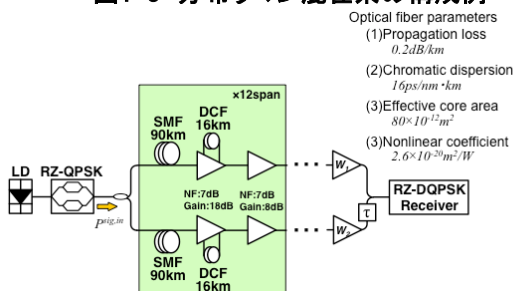 Optical fiber parameters
(1)Propagation loss
0.2dB/km
(2)Chromatic dispersion
16ps/nm・km
(3)Effective core area
80×10⁻¹²m²
(3)Nonlinear coefficient
2.6×10⁻²⁰m²/W
×12span
SMF
90km
DCF
16km
LD
RZ-QPSK
NF:7dB
Gain:18dB
NF:7dB
Gain:8dB
Pˢⁱᵍ,ⁱⁿ
W₁
W₂
τ
RZ-DQPSK
Receiver
SMF
90km
DCF
16km